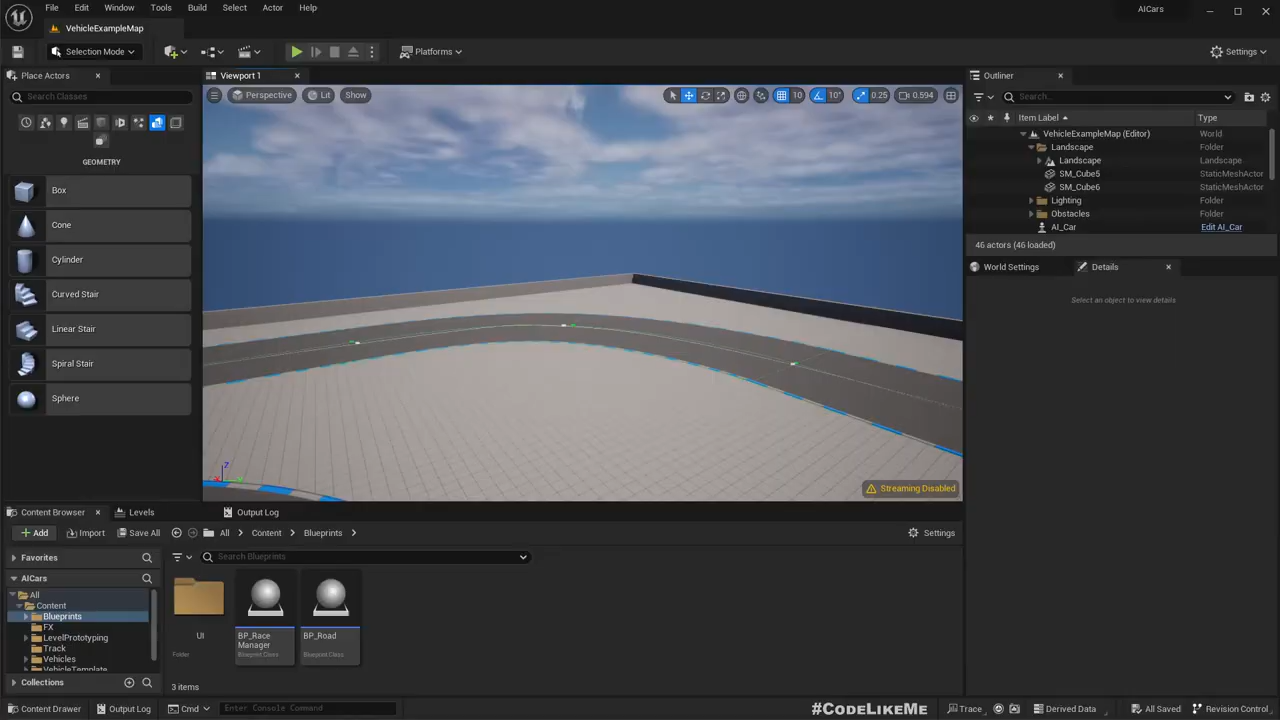 File Edit Window Tools Build Select Actor Help
AICars
VehicleExampleMap
Selection Mode
Platforms
Settings
Place Actors
Search Classes
GEOMETRY
Box
Cone
Cylinder
Curved Stair
Linear Stair
Spiral Stair
Sphere
Viewport 1
Perspective
Lit
Show
10
10°
0.25
0.594
Z
Streaming Disabled
Outliner
Search...
Item Label
Type
VehicleExampleMap (Editor) World
Landscape Folder
Landscape Landscape
SM_Cube5 StaticMeshActor
SM_Cube6 StaticMeshActor
Lighting Folder
Obstacles Folder
AI_Car Edit AI_Car
46 actors (46 loaded)
World Settings
Details
Select an object to view details
Content Browser
Levels
Output Log
Add
Import
Save All
All
Content
Blueprints
Settings
Favorites
AICars
All
Content
Blueprints
FX
LevelPrototyping
Track
Vehicles
VehicleTemplate
Collections
Search Blueprints
UI
Folder
BP_Race
Manager
Blueprint Class
BP_Road
Blueprint Class
3 items
Content Drawer
Output Log
Cmd
Enter Console Command
#CodeLikeMe
Trace
Derived Data
All Saved
Revision Control